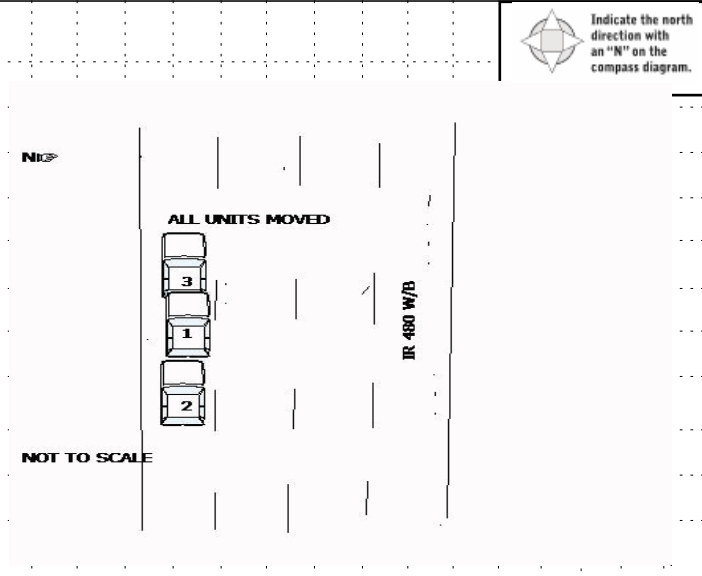 Indicate the north
direction with
an "N" on the
compass diagram.
N
ALL UNITS MOVED
3
1
2
IR 480 W/B
NOT TO SCALE